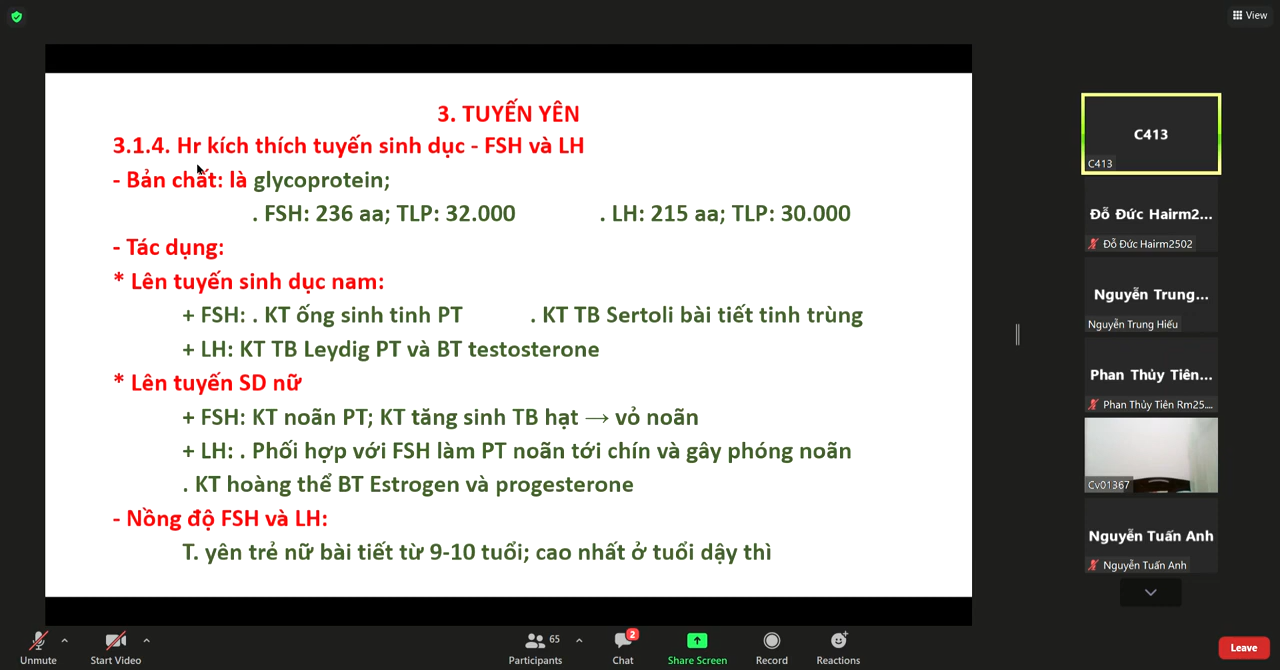 View
3. TUYẾN YÊN
3.1.4. Hr kích thích tuyến sinh dục - FSH và LH
- Bản chất: là glycoprotein;
. FSH: 236 aa; TLP: 32.000 . LH: 215 aa; TLP: 30.000
- Tác dụng:
* Lên tuyến sinh dục nam:
+ FSH: . KT ống sinh tinh PT . KT TB Sertoli bài tiết tinh trùng
+ LH: KT TB Leydig PT và BT testosterone
* Lên tuyến SD nữ
+ FSH: KT noãn PT; KT tăng sinh TB hạt → vỏ noãn
+ LH: . Phối hợp với FSH làm PT noãn tới chín và gây phóng noãn
. KT hoàng thể BT Estrogen và progesterone
- Nồng độ FSH và LH:
T. yên trẻ nữ bài tiết từ 9-10 tuổi; cao nhất ở tuổi dậy thì
C413
C413
Đỗ Đức Hairm2...
Đỗ Đức Hairm2502
Nguyễn Trung...
Nguyễn Trung Hiếu
Phan Thủy Tiên...
Phan Thủy Tiên Rm25....
Cv01367
Nguyễn Tuấn Anh
Nguyễn Tuấn Anh
Unmute
Start Video
Participants 65
Chat 2
Share Screen
Record
Reactions
Leave